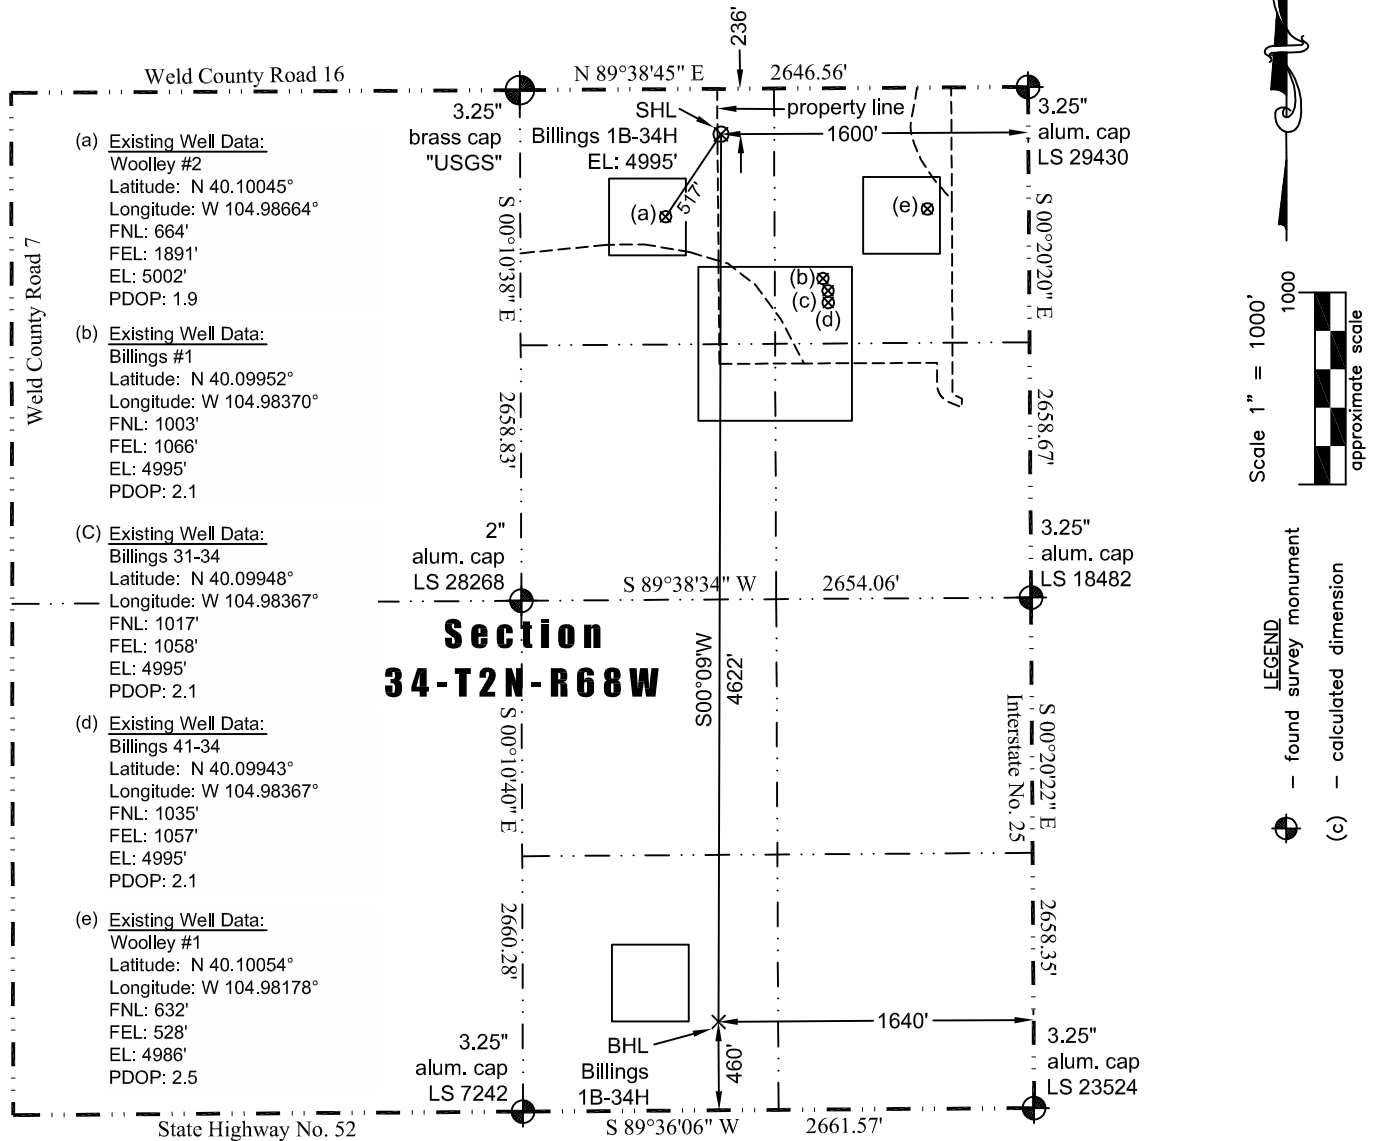 236'
Weld County Road 16
N 89°38'45" E
2646.56'
3.25"
brass cap
"USGS"
SHL
Billings 1B-34H
EL: 4995'
property line
1600'
3.25"
alum. cap
LS 29430
(a) Existing Well Data:
Woolley #2
Latitude: N 40.10045°
Longitude: W 104.98664°
FNL: 664'
FEL: 1891'
EL: 5002'
PDOP: 1.9
(b) Existing Well Data:
Billings #1
Latitude: N 40.09952°
Longitude: W 104.98370°
FNL: 1003'
FEL: 1066'
EL: 4995'
PDOP: 2.1
(C) Existing Well Data:
Billings 31-34
Latitude: N 40.09948°
Longitude: W 104.98367°
FNL: 1017'
FEL: 1058'
EL: 4995'
PDOP: 2.1
(d) Existing Well Data:
Billings 41-34
Latitude: N 40.09943°
Longitude: W 104.98367°
FNL: 1035'
FEL: 1057'
EL: 4995'
PDOP: 2.1
(e) Existing Well Data:
Woolley #1
Latitude: N 40.10054°
Longitude: W 104.98178°
FNL: 632'
FEL: 528'
EL: 4986'
PDOP: 2.5
Weld County Road 7
517'
(a)
(e)
(b)
(c)
(d)
S 00°10'38" E
2658.83'
S 00°20'20" E
2658.67'
2"
alum. cap
LS 28268
S 89°38'34" W
2654.06'
3.25"
alum. cap
LS 18482
Section
34-T2N-R68W
S00°.09.0'W
4622'
S 00°10'40" E
2660.28'
Interstate No. 25
S 00°20'22" E
2658.35'
1640'
460'
BHL
Billings
1B-34H
3.25"
alum. cap
LS 7242
3.25"
alum. cap
LS 23524
State Highway No. 52
S 89°36'06" W
2661.57'
Scale 1" = 1000'
1000
approximate scale
LEGEND
- found survey monument
(c) - calculated dimension